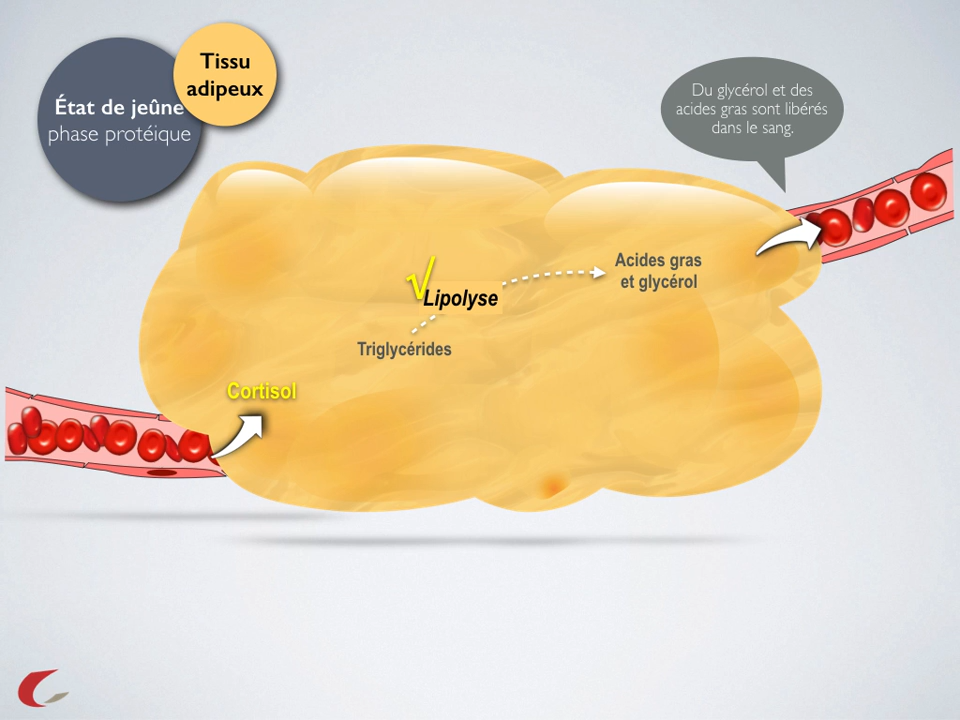 État de jeûne
phase protéique
Tissu
adipeux
Du glycérol et des
acides gras sont libérés
dans le sang.
Acides gras
et glycérol
√
Lipolyse
Triglycérides
Cortisol